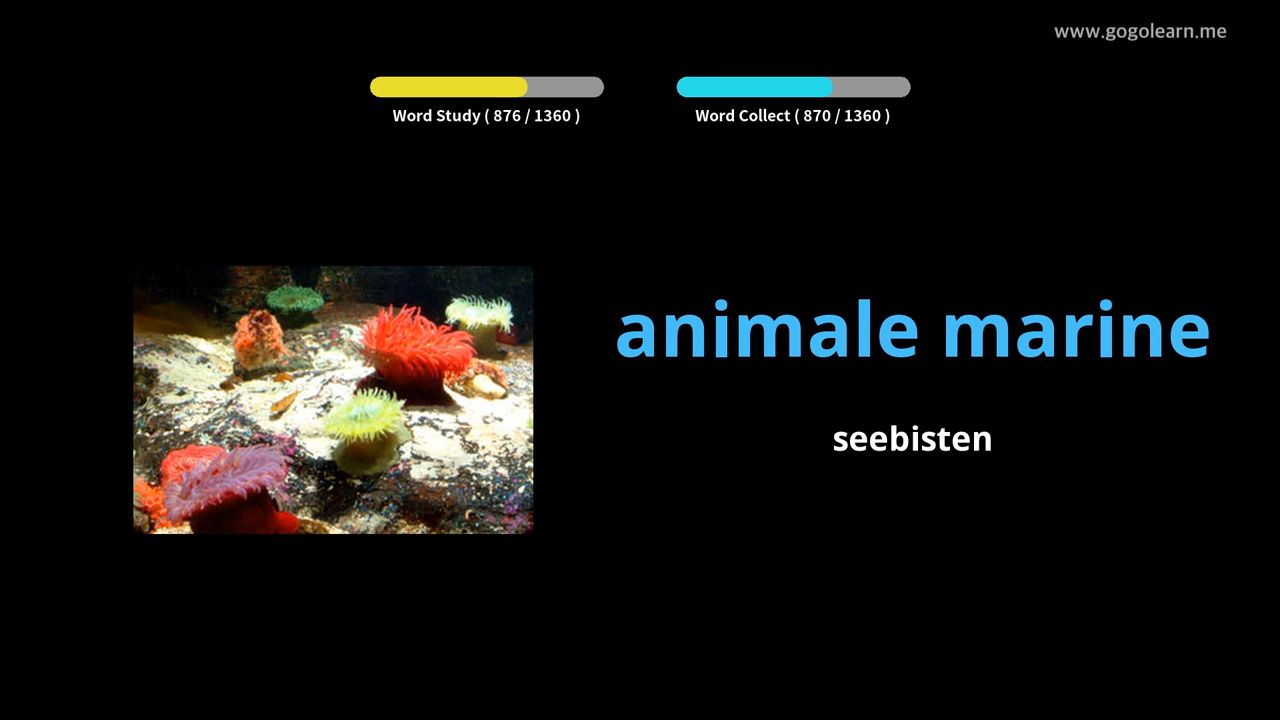 www.gogolearn.me
Word Study ( 876 / 1360 )
Word Collect ( 870 / 1360 )
animale marine
seebisten